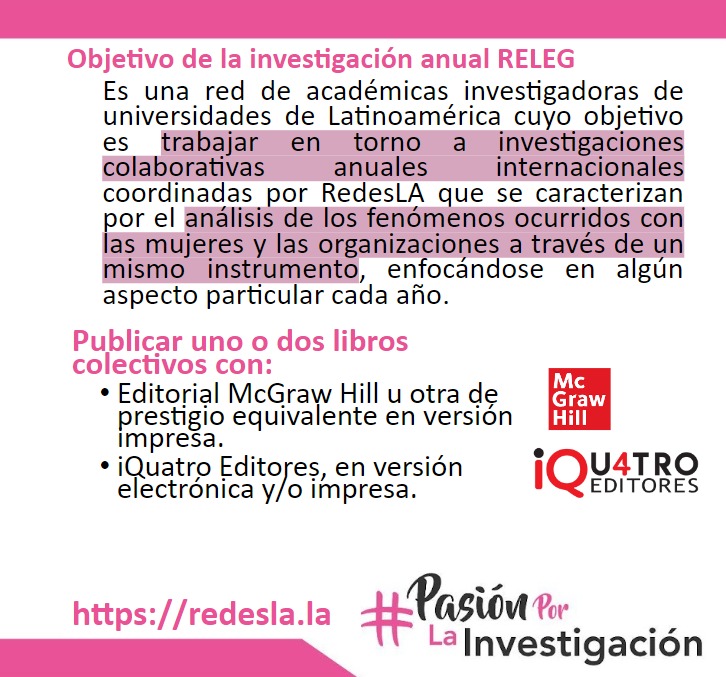 Objetivo de la investigación anual RELEG
Es una red de académicas investigadoras de
universidades de Latinoamérica cuyo objetivo
es trabajar en torno a investigaciones
colaborativas anuales internacionales
coordinadas por RedesLA que se caracterizan
por el análisis de los fenómenos ocurridos con
las mujeres y las organizaciones a través de un
mismo instrumento, enfocándose en algún
aspecto particular cada año.
Publicar uno o dos libros
colectivos con:
• Editorial McGraw Hill u otra de
prestigio equivalente en versión
impresa.
• iQuatro Editores, en versión
electrónica y/o impresa.
Mc
Graw
Hill
iQU4TRO
EDITORES
https://redesla.la
#Pasión Por
La Investigación